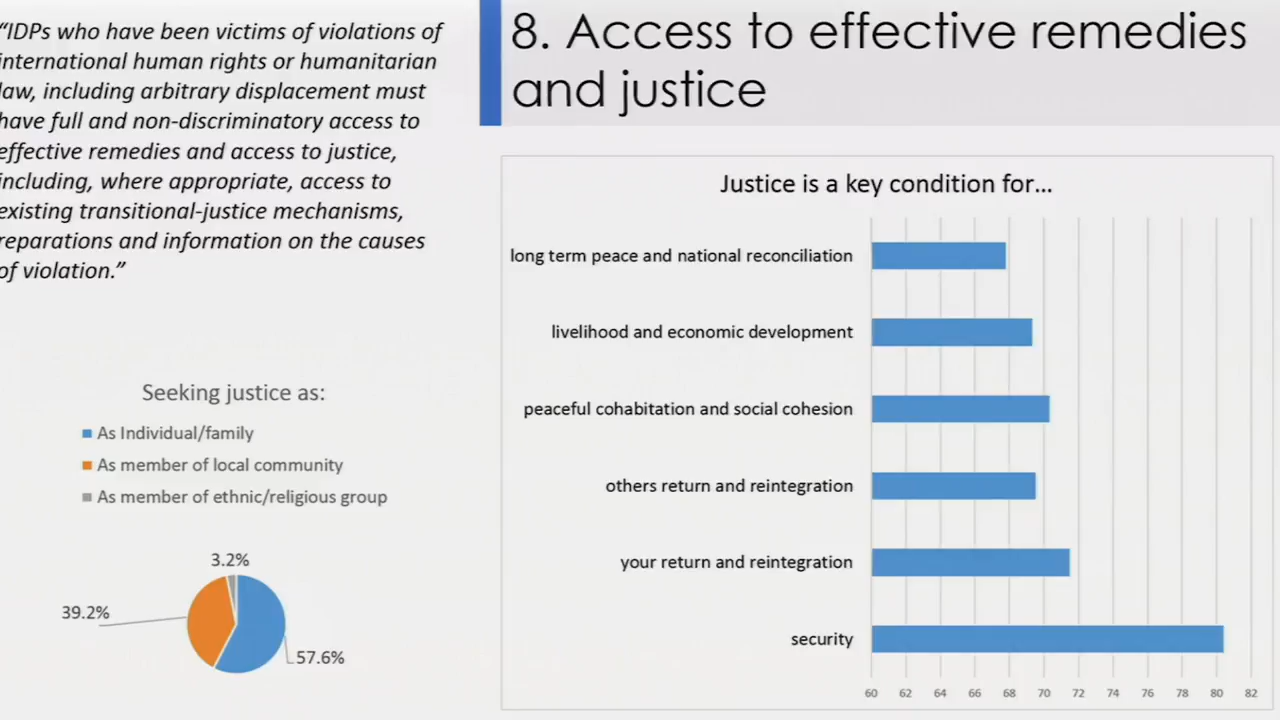 “IDPs who have been victims of violations of
international human rights or humanitarian
law, including arbitrary displacement must
have full and non-discriminatory access to
effective remedies and access to justice,
including, where appropriate, access to
existing transitional-justice mechanisms,
reparations and information on the causes
of violation.”
8. Access to effective remedies
and justice
Seeking justice as:
As Individual/family
As member of local community
As member of ethnic/religious group
3.2%
39.2%
57.6%
Justice is a key condition for...
long term peace and national reconciliation
livelihood and economic development
peaceful cohabitation and social cohesion
others return and reintegration
your return and reintegration
security
60 62 64 66 68 70 72 74 76 78 80 82